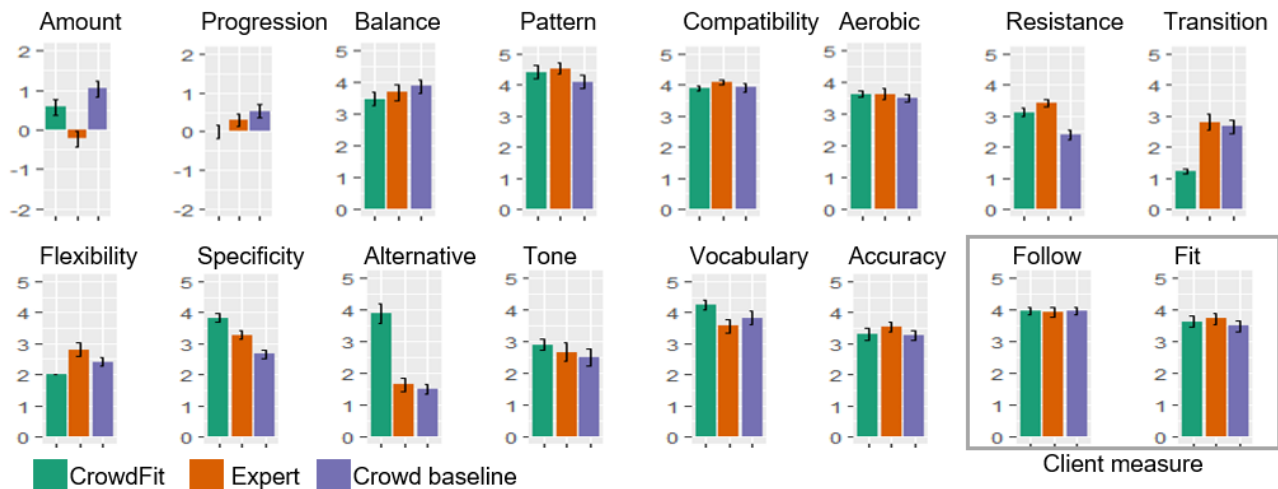 Amount Progression Balance Pattern Compatibility Aerobic Resistance Transition
2 2 5 5 5 5 5 5
1 1 4 4 4 4 4 4
0 0 3 3 3 3 3 3
-1 -1 2 2 2 2 2 2
-2 -2 1 1 1 1 1 1
0 0 0 0 0 0
Flexibility Specificity Alternative Tone Vocabulary Accuracy Follow Fit
5 5 5 5 5 5 5 5
4 4 4 4 4 4 4 4
3 3 3 3 3 3 3 3
2 2 2 2 2 2 2 2
1 1 1 1 1 1 1 1
0 0 0 0 0 0 0 0
CrowdFit Expert Crowd baseline Client measure